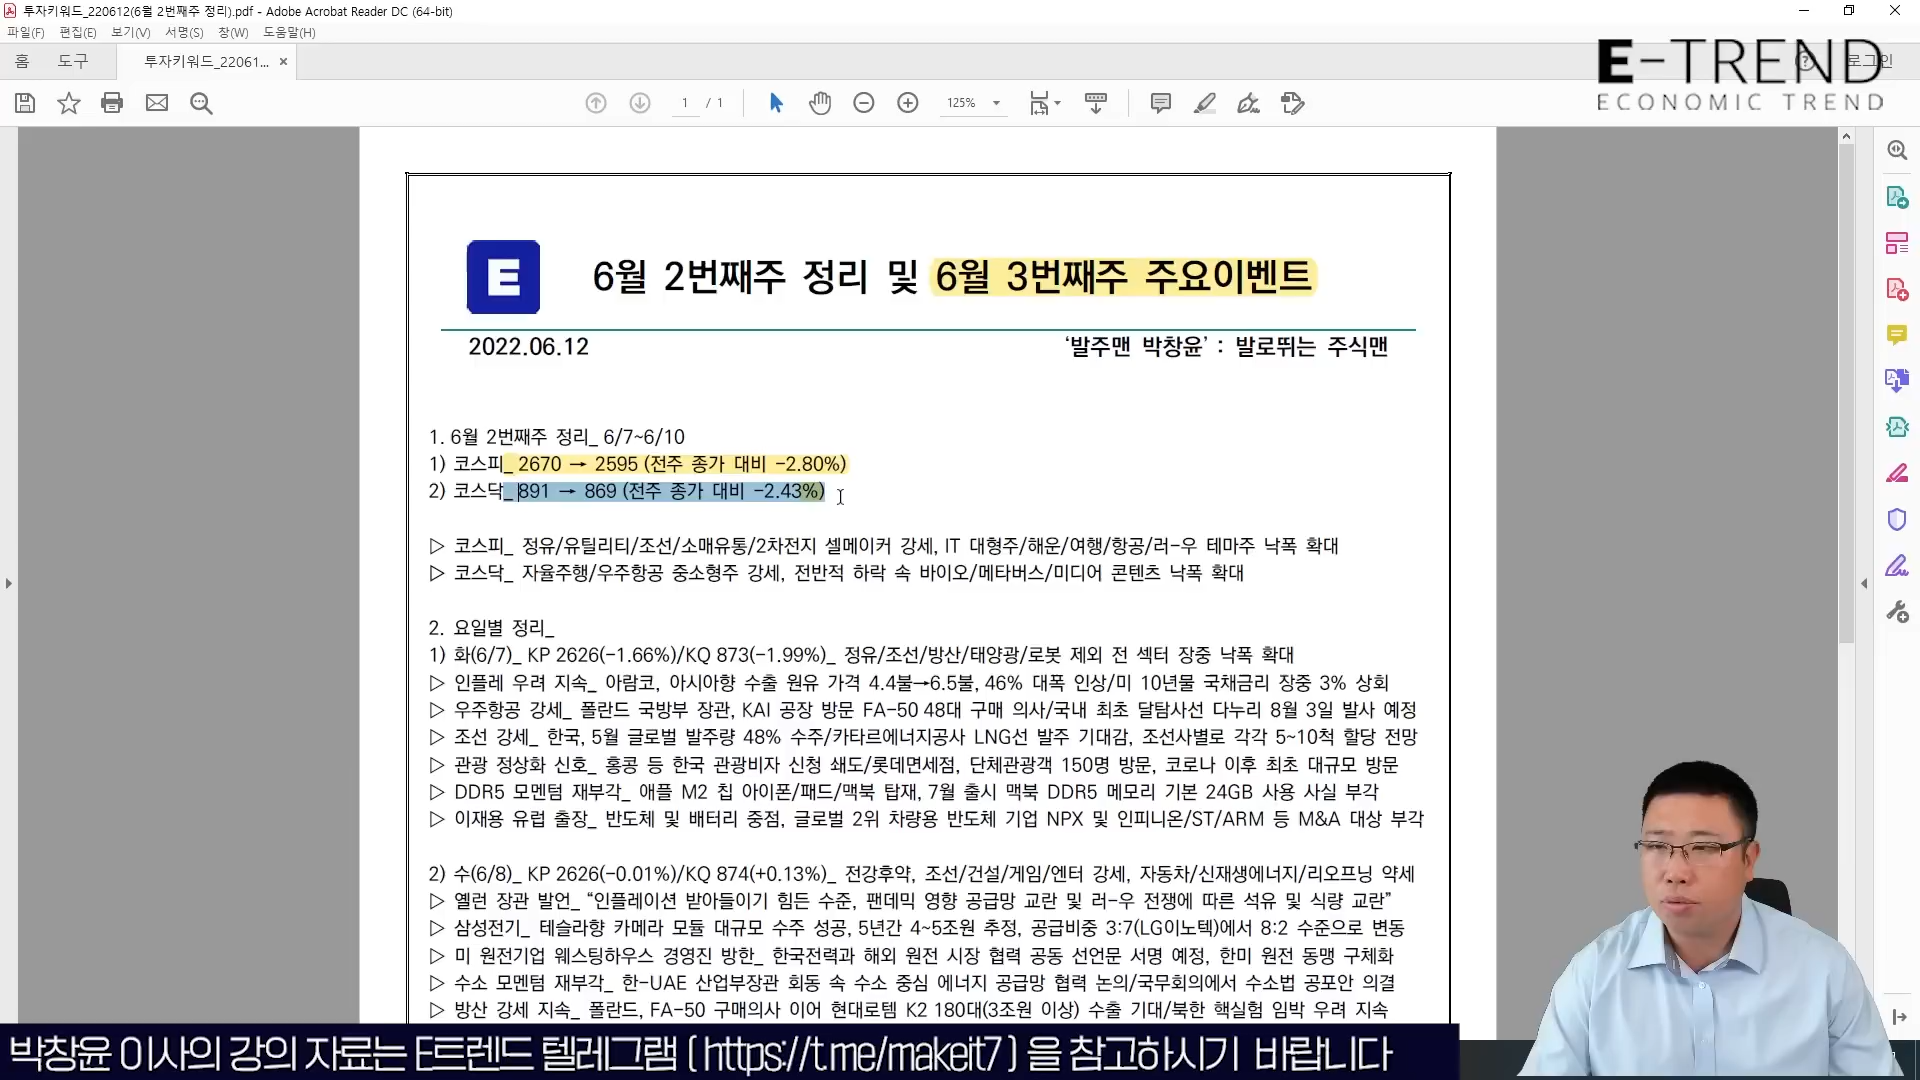 투자키워드_220612(6월 2번째주 정리).pdf - Adobe Acrobat Reader DC (64-bit)
파일(F) 편집(E) 보기(V) 서명(S) 창(W) 도움말(H)
홈 도구 투자키워드_22061... ×
로그인
E-TREND
ECONOMIC TREND
1 / 1
125%
E
6월 2번째주 정리 및 6월 3번째주 주요이벤트
2022.06.12 ‘발주맨 박창윤’ : 발로뛰는 주식맨
1. 6월 2번째주 정리_ 6/7~6/10
1) 코스피_ 2670 → 2595 (전주 종가 대비 -2.80%)
2) 코스닥_ 891 → 869 (전주 종가 대비 -2.43%)
▷ 코스피_ 정유/유틸리티/조선/소매유통/2차전지 셀메이커 강세, IT 대형주/해운/여행/항공/러-우 테마주 낙폭 확대
▷ 코스닥_ 자율주행/우주항공 중소형주 강세, 전반적 하락 속 바이오/메타버스/미디어 콘텐츠 낙폭 확대
2. 요일별 정리_
1) 화(6/7)_ KP 2626(-1.66%)/KQ 873(-1.99%)_ 정유/조선/방산/태양광/로봇 제외 전 섹터 장중 낙폭 확대
▷ 인플레 우려 지속_ 아람코, 아시아향 수출 원유 가격 4.4불→6.5불, 46% 대폭 인상/미 10년물 국채금리 장중 3% 상회
▷ 우주항공 강세_ 폴란드 국방부 장관, KAI 공장 방문 FA-50 48대 구매 의사/국내 최초 달탐사선 다누리 8월 3일 발사 예정
▷ 조선 강세_ 한국, 5월 글로벌 발주량 48% 수주/카타르에너지공사 LNG선 발주 기대감, 조선사별로 각각 5~10척 할당 전망
▷ 관광 정상화 신호_ 홍콩 등 한국 관광비자 신청 쇄도/롯데면세점, 단체관광객 150명 방문, 코로나 이후 최초 대규모 방문
▷ DDR5 모멘텀 재부각_ 애플 M2 칩 아이폰/패드/맥북 탑재, 7월 출시 맥북 DDR5 메모리 기본 24GB 사용 사실 부각
▷ 이재용 유럽 출장_ 반도체 및 배터리 중점, 글로벌 2위 차량용 반도체 기업 NPX 및 인피니온/ST/ARM 등 M&A 대상 부각
2) 수(6/8)_ KP 2626(-0.01%)/KQ 874(+0.13%)_ 전강후약, 조선/건설/게임/엔터 강세, 자동차/신재생에너지/리오프닝 약세
▷ 옐런 장관 발언_ “인플레이션 받아들이기 힘든 수준, 팬데믹 영향 공급망 교란 및 러-우 전쟁에 따른 석유 및 식량 교란”
▷ 삼성전기_ 테슬라향 카메라 모듈 대규모 수주 성공, 5년간 4~5조원 추정, 공급비중 3:7(LG이노텍)에서 8:2 수준으로 변동
▷ 미 원전기업 웨스팅하우스 경영진 방한_ 한국전력과 해외 원전 시장 협력 공동 선언문 서명 예정, 한미 원전 동맹 구체화
▷ 수소 모멘텀 재부각_ 한-UAE 산업부장관 회동 속 수소 중심 에너지 공급망 협력 논의/국무회의에서 수소법 공포안 의결
▷ 방산 강세 지속_ 폴란드, FA-50 구매의사 이어 현대로템 K2 180대(3조원 이상) 수출 기대/북한 핵실험 임박 우려 지속
박창윤 이사의 강의 자료는 E트렌드 텔레그램 ( https://t.me/makeit7 ) 을 참고하시기 바랍니다